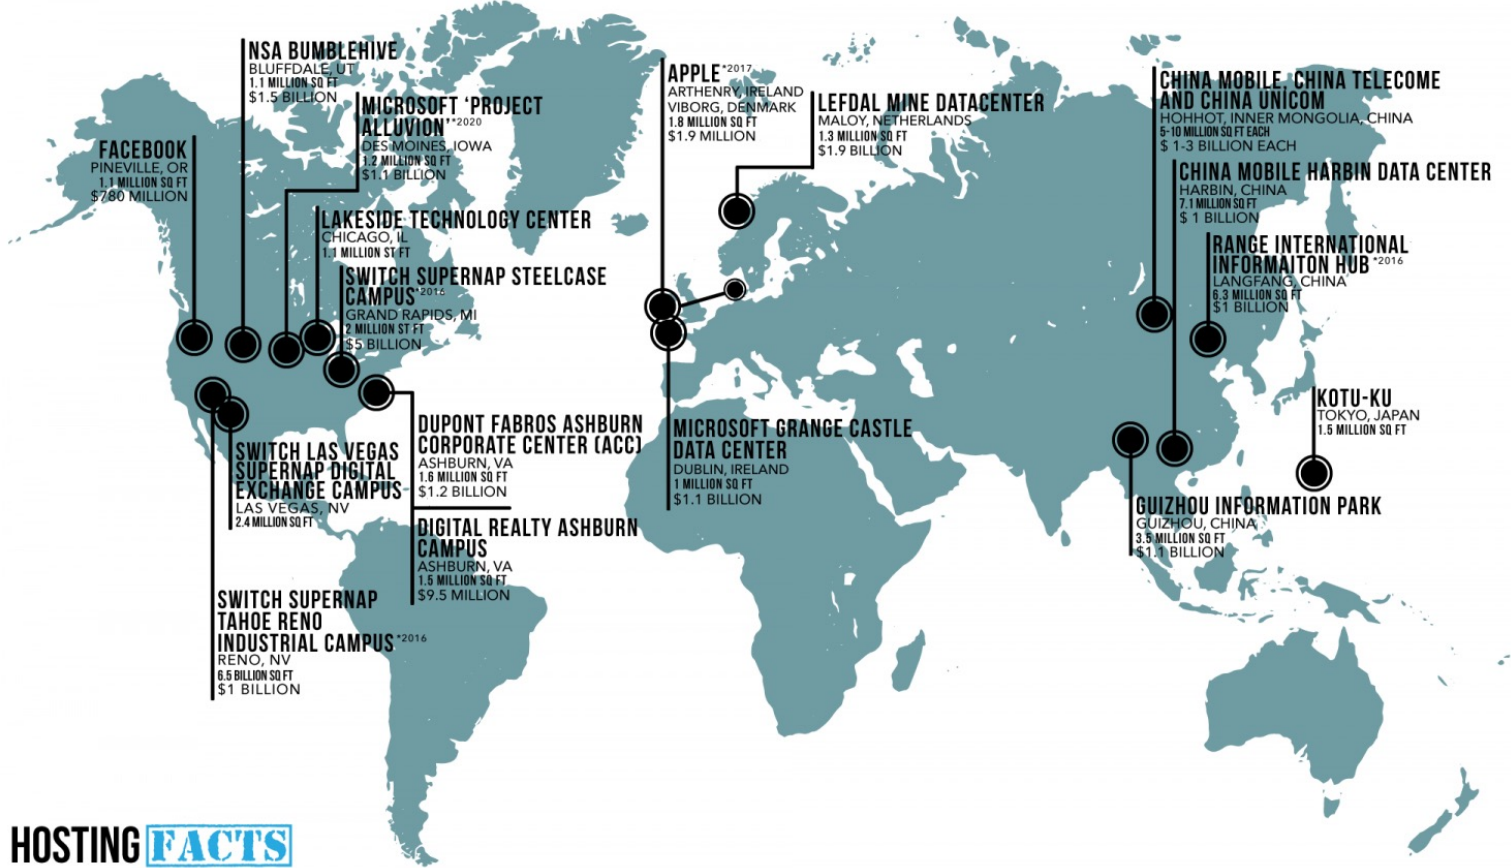 NSA BUMBLEHIVE
BLUFFDALE, UT
1.1 MILLION SQ FT
$1.5 BILLION
MICROSOFT 'PROJECT
ALLUVION'*2020
DES MOINES, IOWA
1.2 MILLION SQ FT
$1.1 BILLION
FACEBOOK
PINEVILLE, OR
1.1 MILLION SQ FT
$780 MILLION
LAKESIDE TECHNOLOGY CENTER
CHICAGO, IL
1.1 MILLION ST FT
SWITCH SUPERNAP STEELCASE
CAMPUS*2016
GRAND RAPIDS, MI
2 MILLION ST FT
$5 BILLION
APPLE*2017
ARTHENRY, IRELAND
VIBORG, DENMARK
1.8 MILLION SQ FT
$1.9 MILLION
LEFDAL MINE DATACENTER
MALOY, NETHERLANDS
1.3 MILLION SQ FT
$1.9 BILLION
CHINA MOBILE, CHINA TELECOME
AND CHINA UNICOM
HOHHOT, INNER MONGOLIA, CHINA
5-10 MILLION SQ FT EACH
$ 1-3 BILLION EACH
CHINA MOBILE HARBIN DATA CENTER
HARBIN, CHINA
7.1 MILLION SQ FT
$ 1 BILLION
RANGE INTERNATIONAL
INFORMAITON HUB*2016
LANGFANG, CHINA
6.3 MILLION SQ FT
$1 BILLION
KOTU-KU
TOKYO, JAPAN
1.5 MILLION SQ FT
DUPONT FABROS ASHBURN
CORPORATE CENTER (ACC)
ASHBURN, VA
1.6 MILLION SQ FT
$1.2 BILLION
MICROSOFT GRANGE CASTLE
DATA CENTER
DUBLIN, IRELAND
1 MILLION SQ FT
$1.1 BILLION
SWITCH LAS VEGAS
SUPERNAP DIGITAL
EXCHANGE CAMPUS
LAS VEGAS, NV
2.4 MILLION SQ FT
GUIZHOU INFORMATION PARK
GUIZHOU, CHINA
3.5 MILLION SQ FT
$1.1 BILLION
DIGITAL REALTY ASHBURN
CAMPUS
ASHBURN, VA
1.5 MILLION SQ FT
$9.5 MILLION
SWITCH SUPERNAP
TAHOE RENO
INDUSTRIAL CAMPUS*2016
RENO, NV
6.5 BILLION SQ FT
$1 BILLION
HOSTING FACTS